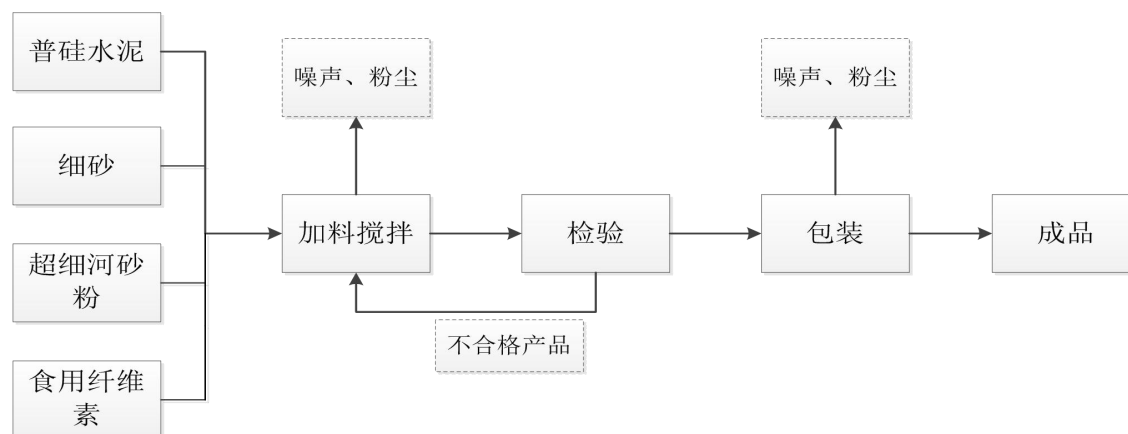 普硅水泥
噪声、粉尘
噪声、粉尘
细砂
加料搅拌
检验
包装
成品
超细河砂
粉
不合格产品
食用纤维
素